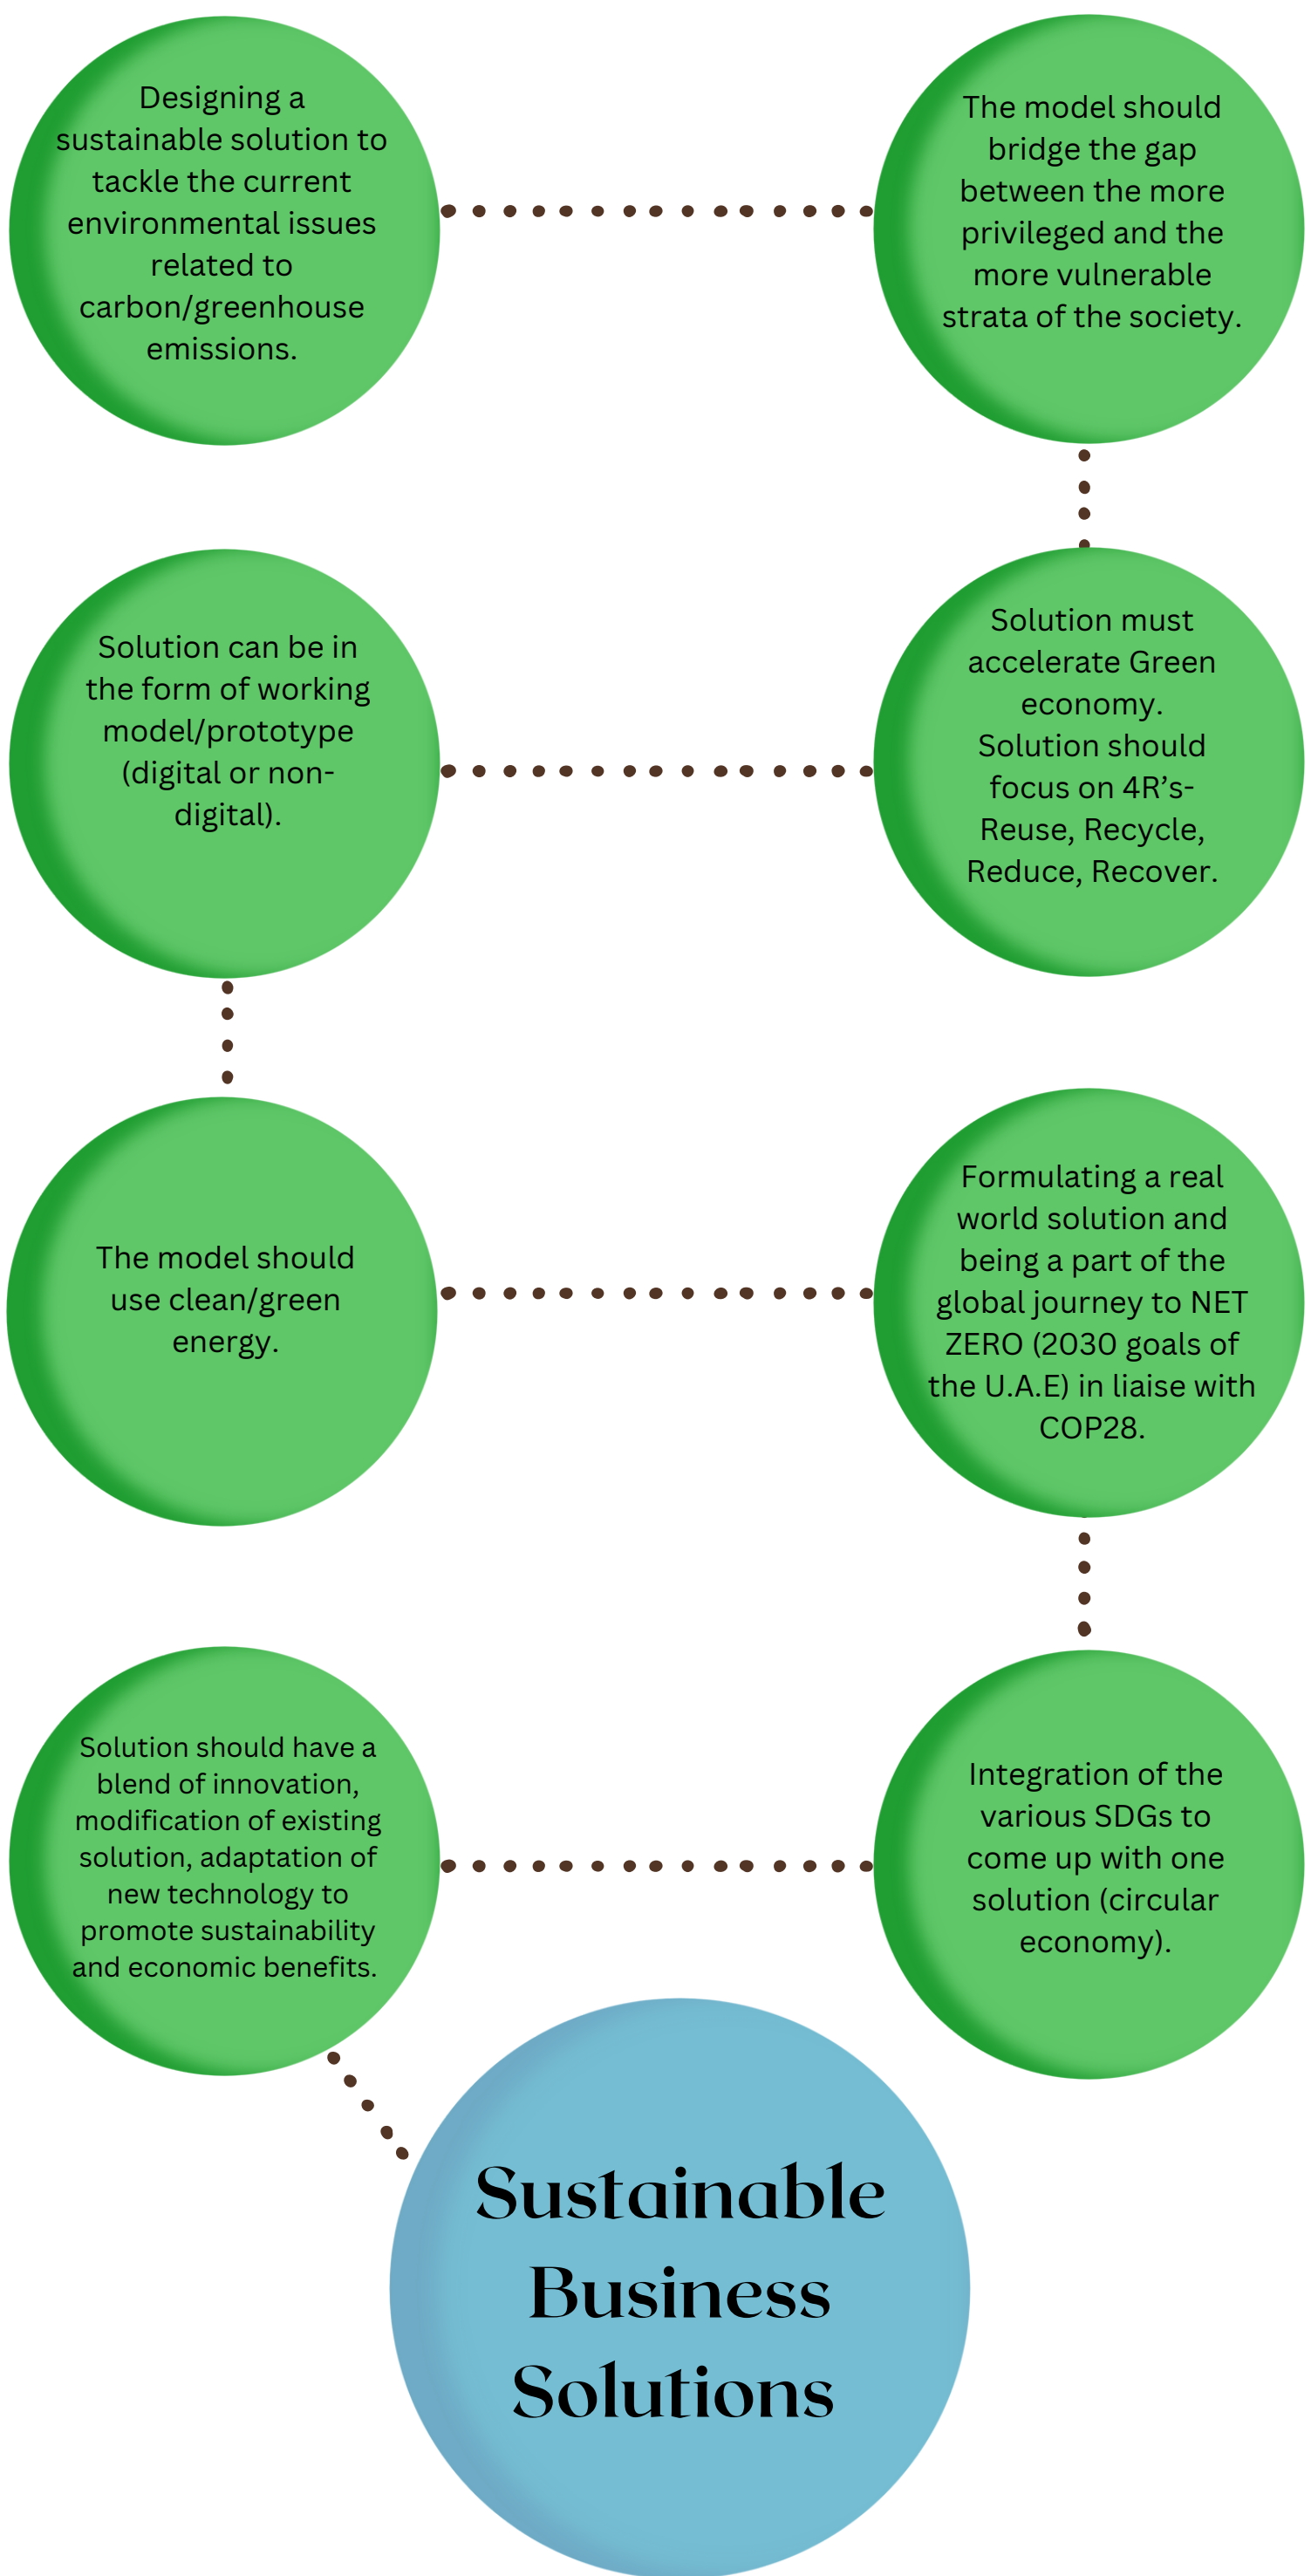 Designing a
sustainable solution to
tackle the current
environmental issues
related to
carbon/greenhouse
emissions.
The model should
bridge the gap
between the more
privileged and the
more vulnerable
strata of the society.
Solution must
accelerate Green
economy.
Solution should
focus on 4R’s-
Reuse, Recycle,
Reduce, Recover.
Solution can be in
the form of working
model/prototype
(digital or non-
digital).
The model should
use clean/green
energy.
Formulating a real
world solution and
being a part of the
global journey to NET
ZERO (2030 goals of
the U.A.E) in liaise with
COP28.
Integration of the
various SDGs to
come up with one
solution (circular
economy).
Solution should have a
blend of innovation,
modification of existing
solution, adaptation of
new technology to
promote sustainability
and economic benefits.
Sustainable
Business
Solutions